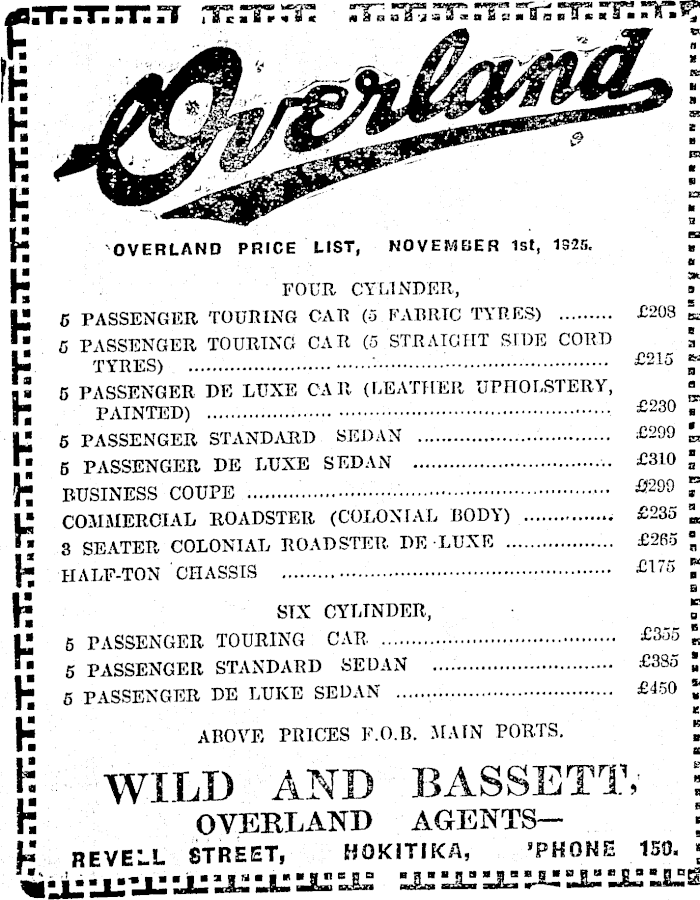 Overland
OVERLAND PRICE LIST, NOVEMBER 1st, 1925.
FOUR CYLINDER,
5 PASSENGER TOURING CAR (5 FABRIC TYRES) ......... £208
5 PASSENGER TOURING CAR (5 STRAIGHT SIDE CORD
TYRES) ............................................................ £215
5 PASSENGER DE LUXE CAR (LEATHER UPHOLSTERY,
PAINTED) .......................................................... £230
5 PASSENGER STANDARD SEDAN ............................ £299
5 PASSENGER DE LUXE SEDAN ............................. £310
BUSINESS COUPE .................................................... £299
COMMERCIAL ROADSTER (COLONIAL BODY) ............. £235
3 SEATER COLONIAL ROADSTER DE LUXE ................ £265
HALF-TON CHASSIS ............................................... £175
SIX CYLINDER,
5 PASSENGER TOURING CAR .................................. £355
5 PASSENGER STANDARD SEDAN ........................... £385
5 PASSENGER DE LUKE SEDAN ................................ £450
ABOVE PRICES F.O.B. MAIN PORTS.
WILD AND BASSETT,
OVERLAND AGENTS—
REVELL STREET, HOKITIKA, 'PHONE 150.